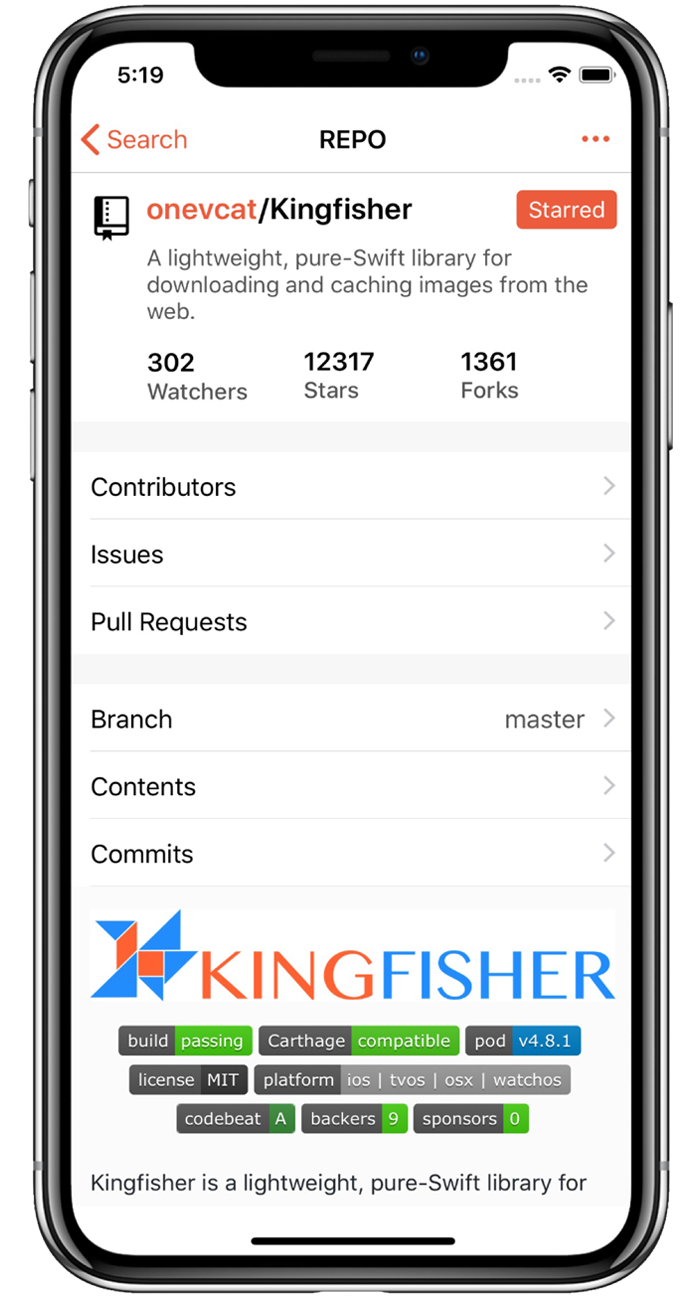 5:19
Search REPO
onevcat/Kingfisher Starred
A lightweight, pure-Swift library for
downloading and caching images from the
web.
302 12317 1361
Watchers Stars Forks
Contributors
Issues
Pull Requests
Branch master
Contents
Commits
KINGFISHER
build passing Carthage compatible pod v4.8.1
license MIT platform ios | tvos | osx | watchos
codebeat A backers 9 sponsors 0
Kingfisher is a lightweight, pure-Swift library for